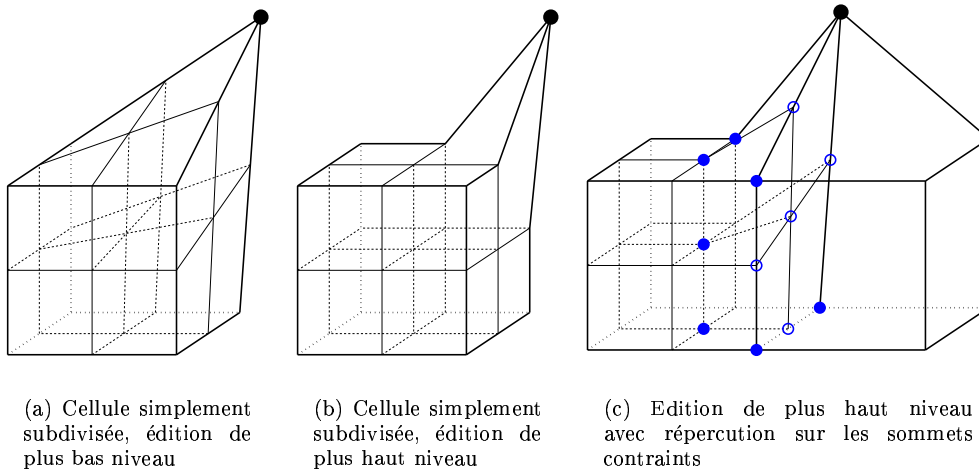 (a) Cellule simplement
subdivisée, édition de
plus bas niveau
(b) Cellule simplement
subdivisée, édition de
plus haut niveau
(c) Edition de plus haut niveau
avec répercution sur les sommets
contraints